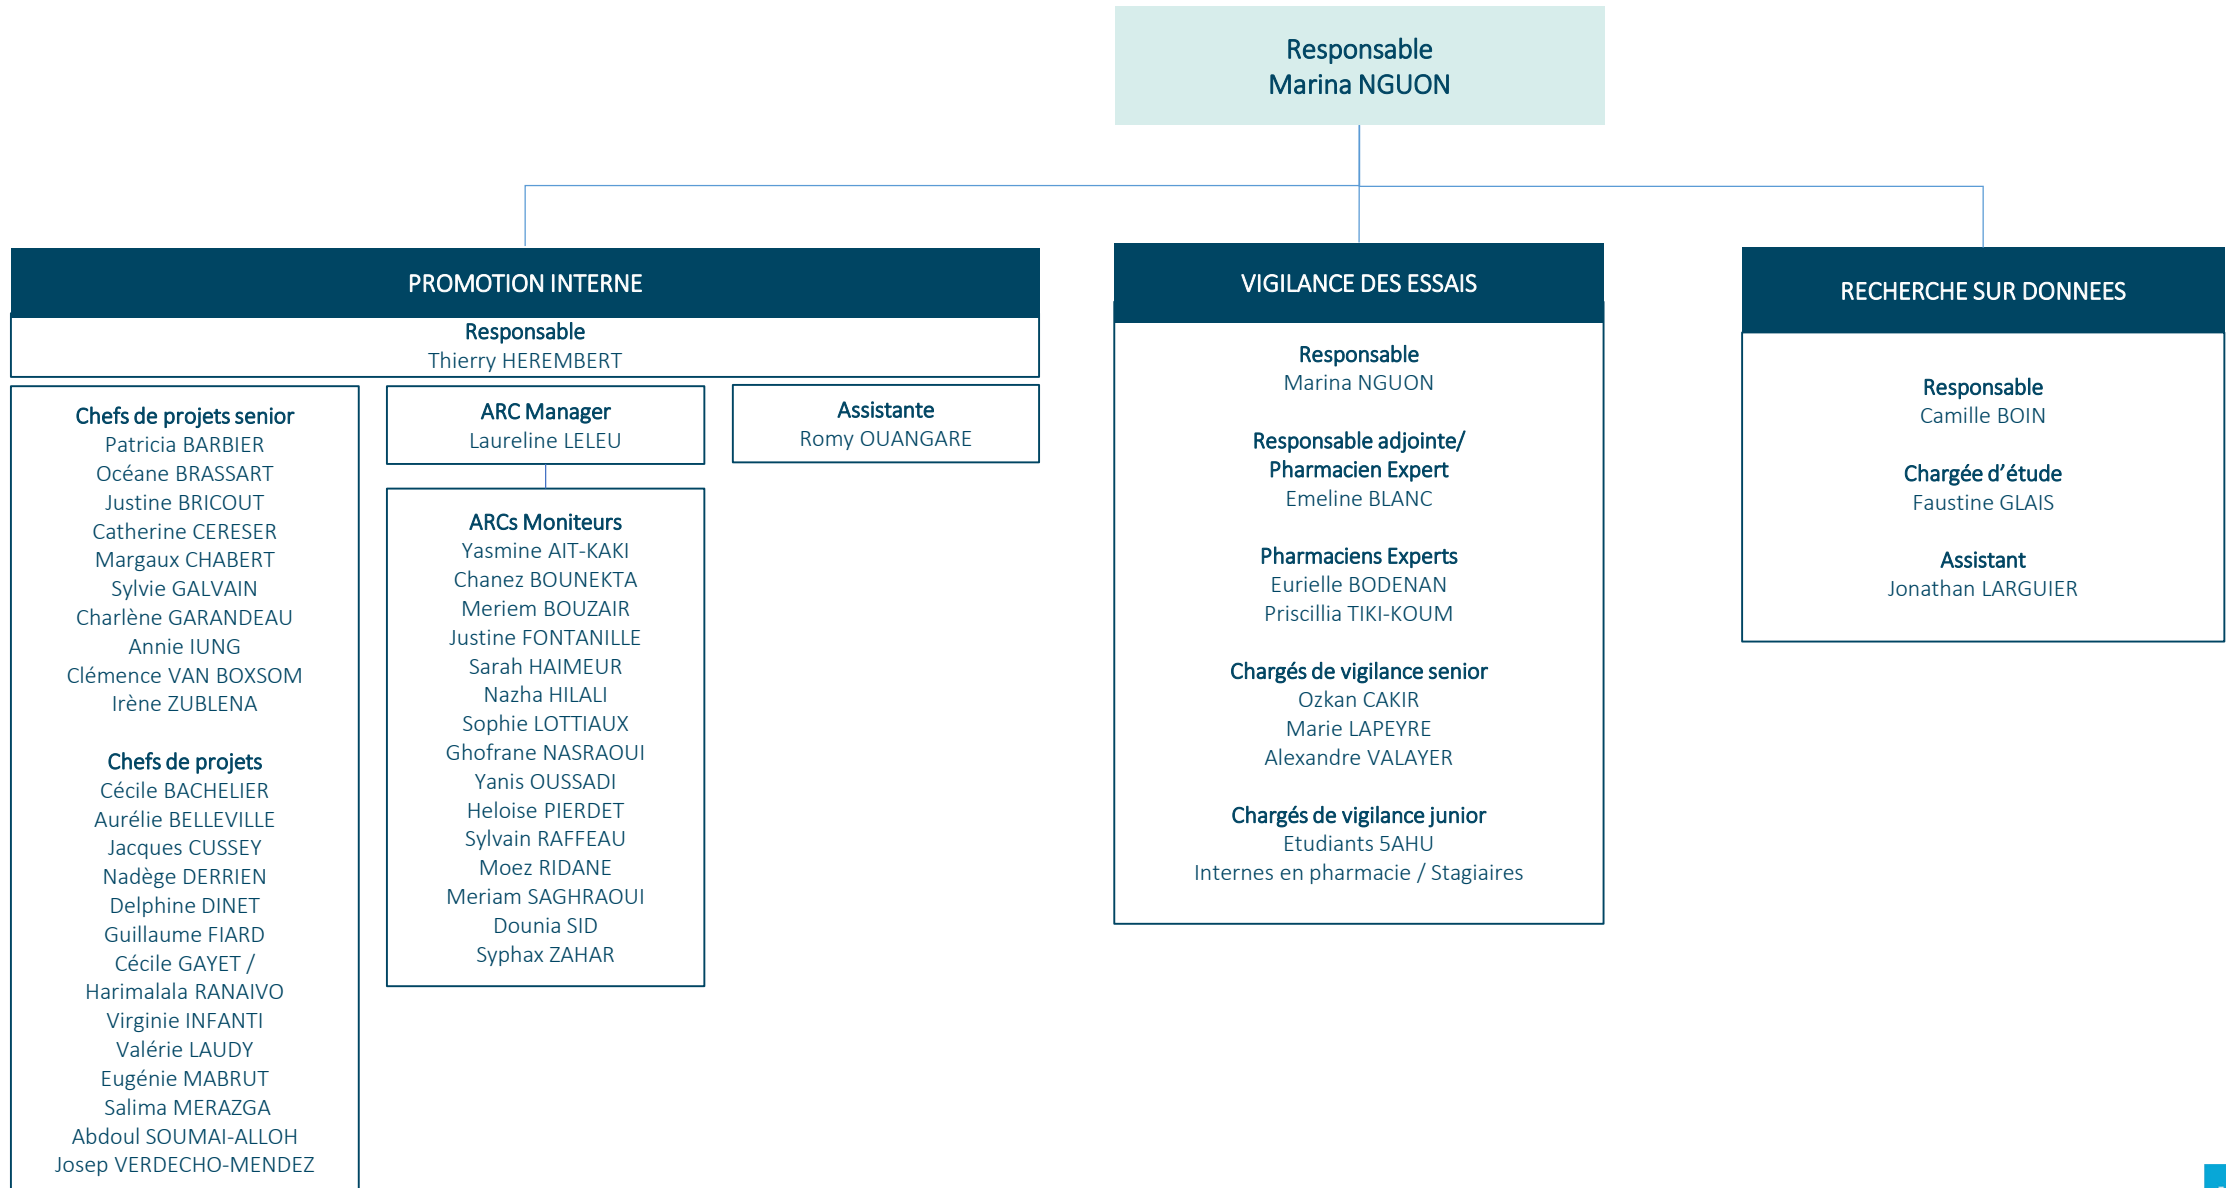 Responsable
Marina NGUON
PROMOTION INTERNE
Responsable
Thierry HEREMBERT
Chefs de projets senior
Patricia BARBIER
Océane BRASSART
Justine BRICOUT
Catherine CERESER
Margaux CHABERT
Sylvie GALVAIN
Charlène GARANDEAU
Annie IUNG
Clémence VAN BOXSOM
Irène ZUBLENA
Chefs de projets
Cécile BACHELIER
Aurélie BELLEVILLE
Jacques CUSSEY
Nadège DERRIEN
Delphine DINET
Guillaume FIARD
Cécile GAYET /
Harimalala RANAIVO
Virginie INFANTI
Valérie LAUDY
Eugénie MABRUT
Salima MERAZGA
Abdoul SOUMAI-ALLOH
Josep VERDECHO-MENDEZ
ARC Manager
Laureline LELEU
ARCs Moniteurs
Yasmine AIT-KAKI
Chanez BOUNEKTA
Meriem BOUZAIR
Justine FONTANILLE
Sarah HAIMEUR
Nazha HILALI
Sophie LOTTIAUX
Ghofrane NASRAOUI
Yanis OUSSADI
Heloise PIERDET
Sylvain RAFFEAU
Moez RIDANE
Meriam SAGHRAOUI
Dounia SID
Syphax ZAHAR
Assistante
Romy OUANGARE
VIGILANCE DES ESSAIS
Responsable
Marina NGUON
Responsable adjointe/
Pharmacien Expert
Emeline BLANC
Pharmaciens Experts
Eurielle BODENAN
Priscillia TIKI-KOUM
Chargés de vigilance senior
Ozkan CAKIR
Marie LAPEYRE
Alexandre VALAYER
Chargés de vigilance junior
Etudiants 5AHU
Internes en pharmacie / Stagiaires
RECHERCHE SUR DONNEES
Responsable
Camille BOIN
Chargée d’étude
Faustine GLAIS
Assistant
Jonathan LARGUIER